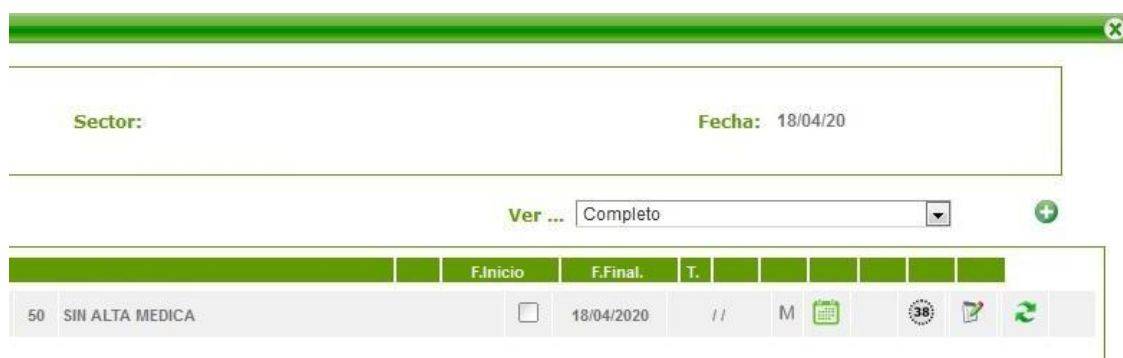 Sector: Fecha: 18/04/20
Ver ... Completo
F.Inicio F.Final. T.
50 SIN ALTA MEDICA 18/04/2020 / / M 38